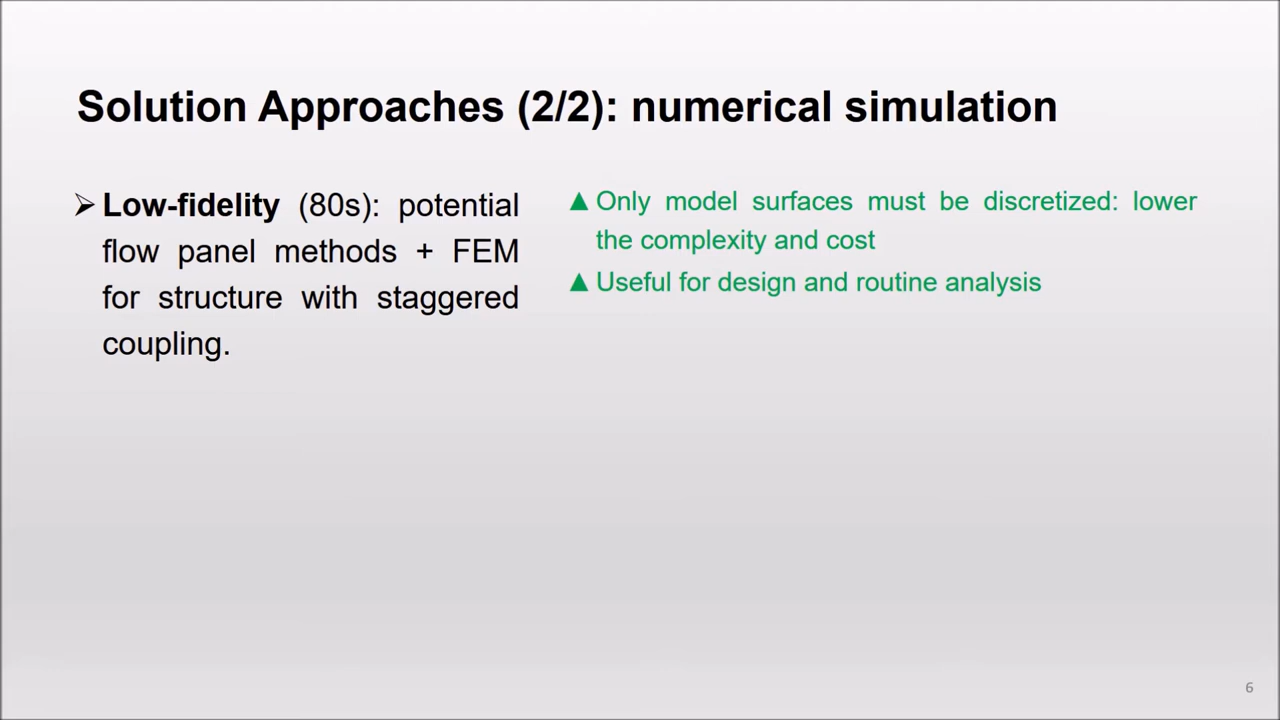 Solution Approaches (2/2): numerical simulation
➢ Low-fidelity (80s): potential
flow panel methods + FEM
for structure with staggered
coupling.
▲ Only model surfaces must be discretized: lower
the complexity and cost
▲ Useful for design and routine analysis
6